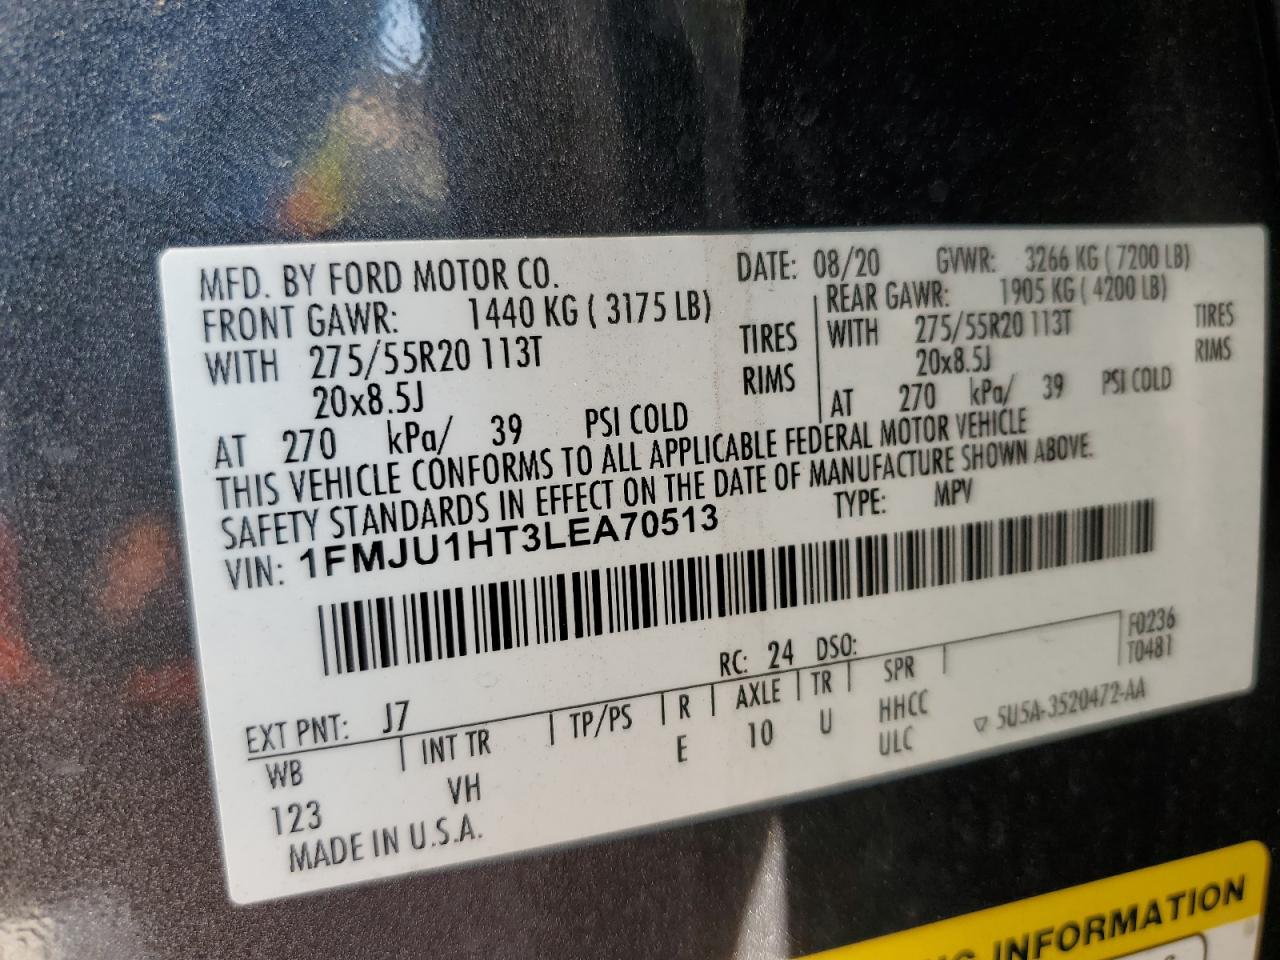 MFD. BY FORD MOTOR CO. DATE: 08/20 GVWR: 3266 KG ( 7200 LB)
FRONT GAWR: 1440 KG ( 3175 LB) REAR GAWR: 1905 KG ( 4200 LB)
WITH 275/55R20 113T TIRES WITH 275/55R20 113T TIRES
20x8.5J RIMS 20x8.5J RIMS
AT 270 kPa/ 39 PSI COLD AT 270 kPa/ 39 PSI COLD
THIS VEHICLE CONFORMS TO ALL APPLICABLE FEDERAL MOTOR VEHICLE
SAFETY STANDARDS IN EFFECT ON THE DATE OF MANUFACTURE SHOWN ABOVE.
VIN: 1FMJU1HT3LEA70513 TYPE: MPV
F0236
T0481
EXT PNT: J7 RC: 24 DSO:
WB INT TR TP/PS R AXLE TR SPR
123 VH E 10 U HHCC
ULC
MADE IN U.S.A. ▽ 5U5A-3520472-AA
INFORMATION